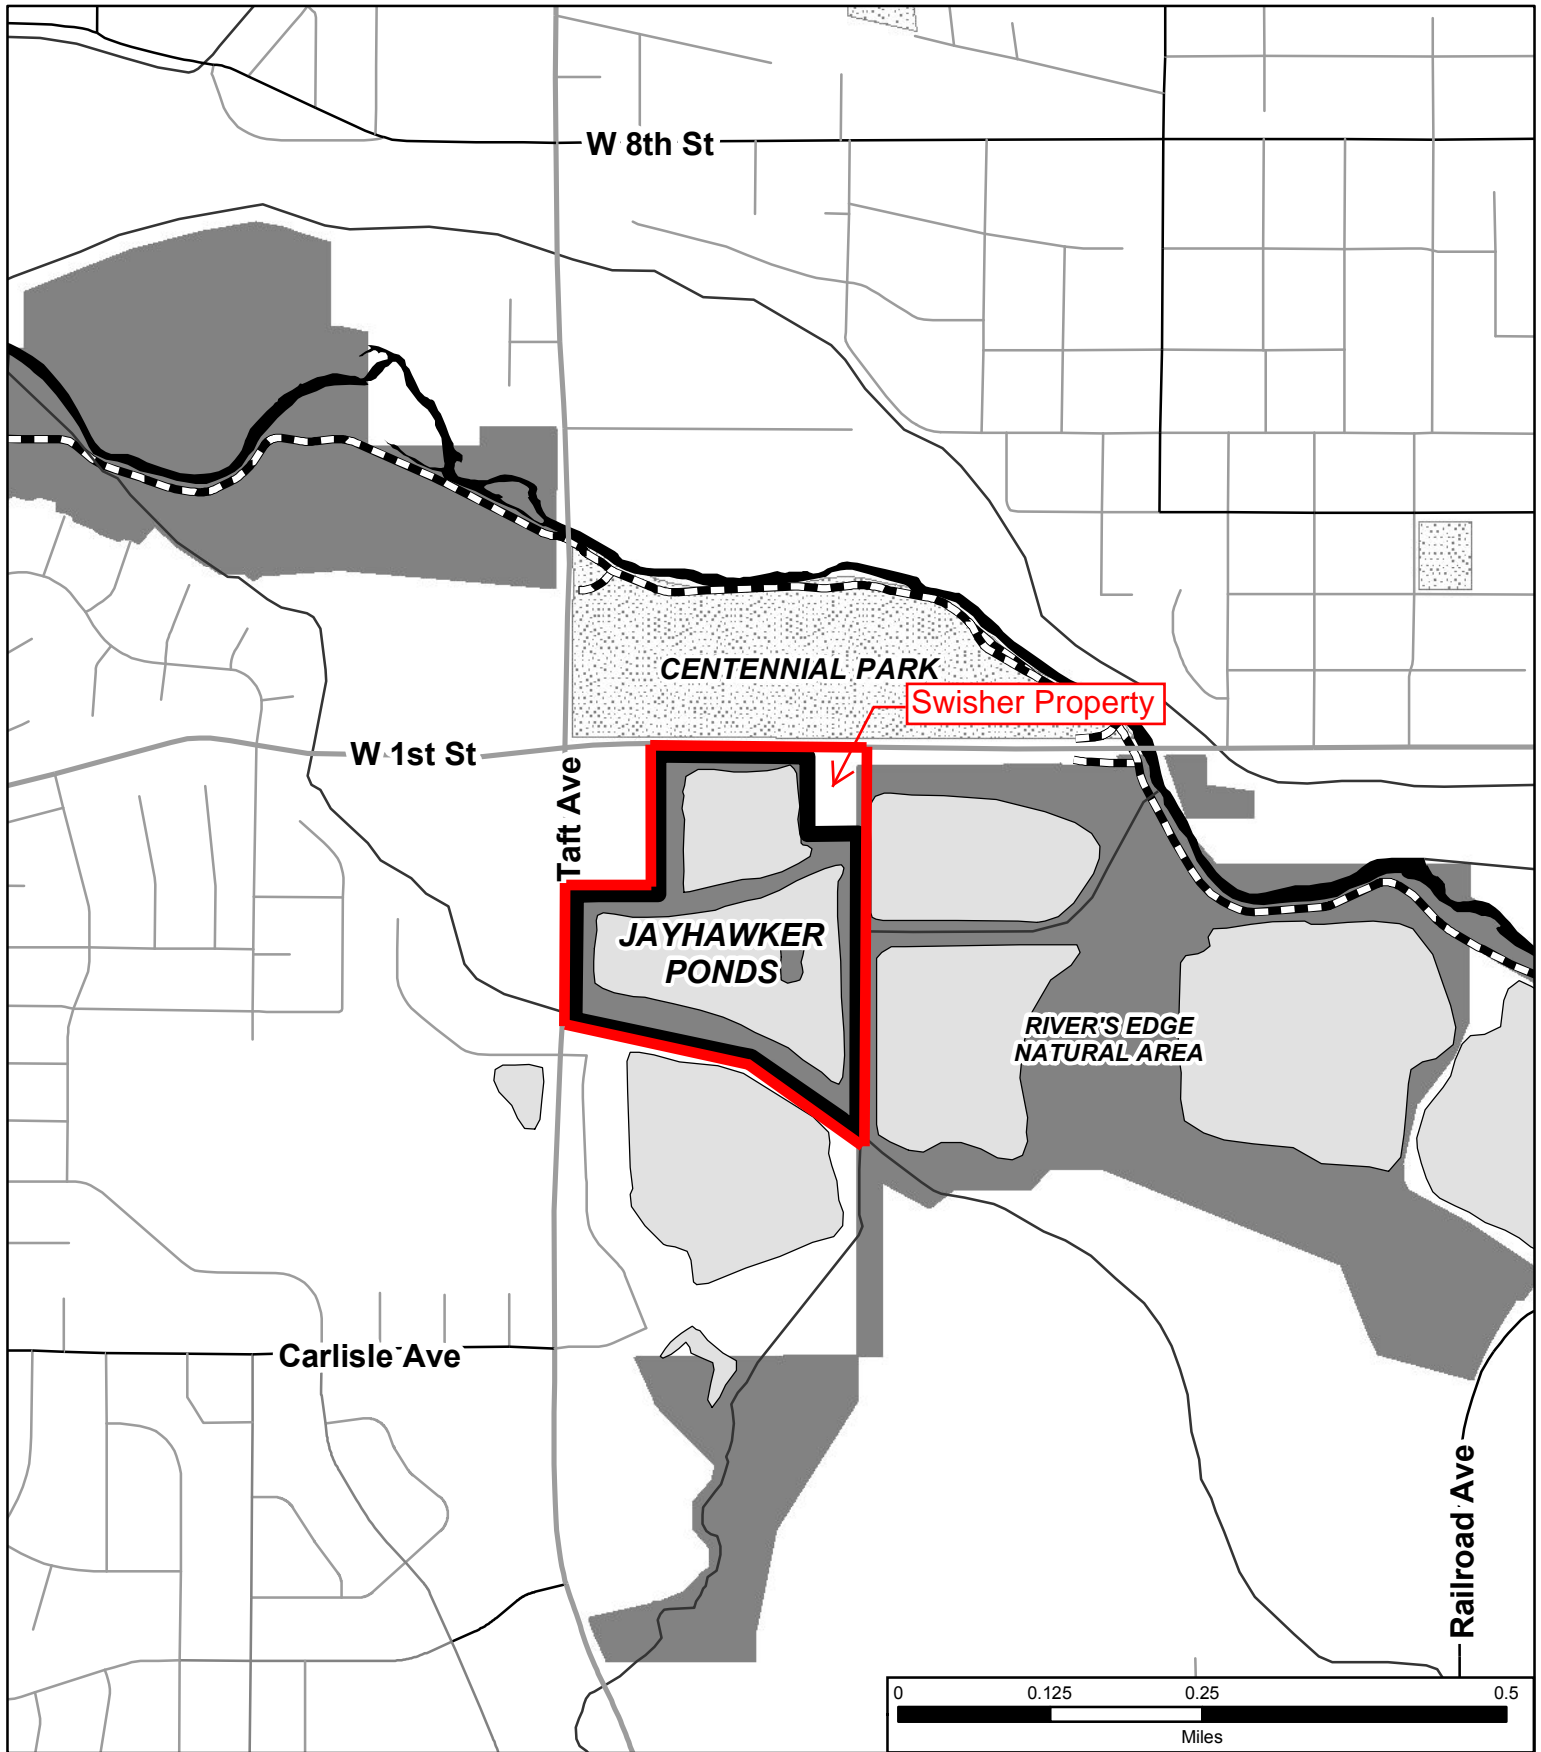 W 8th St
CENTENNIAL PARK
Swisher Property
W 1st St
Taft Ave
JAYHAWKER
PONDS
RIVER'S EDGE
NATURAL AREA
Carlisle Ave
Railroad Ave
0 0.125 0.25 0.5
Miles